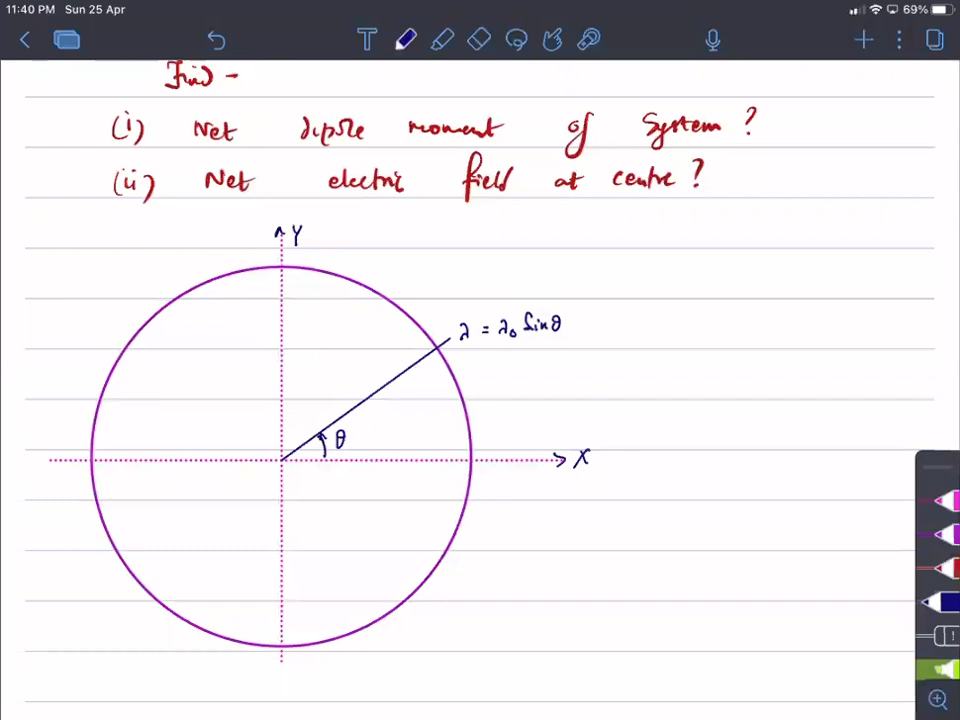 11:40 PM Sun 25 Apr 69%
T
Find -
(i) Net dipole moment of System ?
(ii) Net electric field at centre ?
Y
λ = λ₀ Sinθ
θ
X